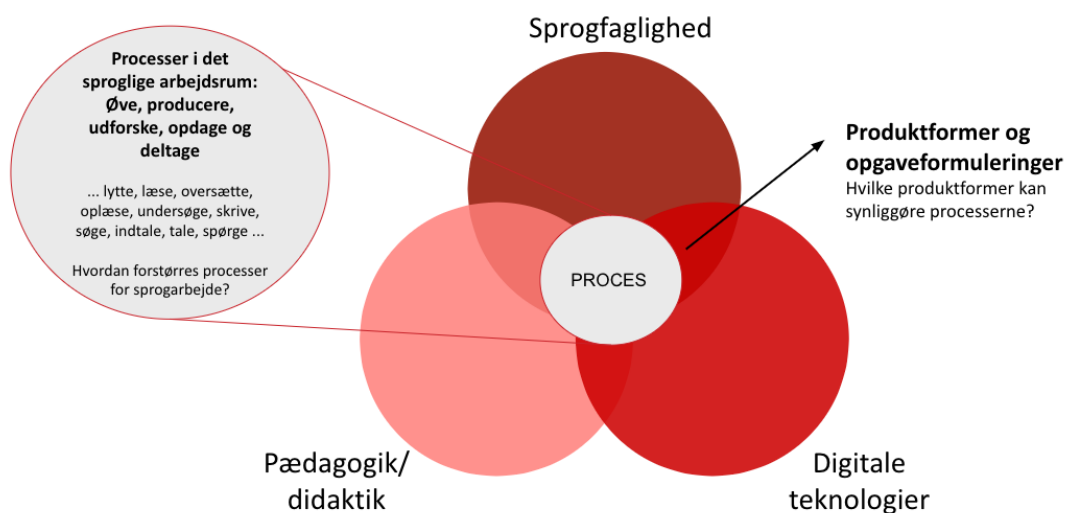 Sprogfaglighed
Processer i det
sproglige arbejdsrum:
Øve, producere,
udforske, opdage og
deltage
... lytte, læse, oversætte,
oplæse, undersøge, skrive,
søge, indtale, tale, spørge ...
Hvordan forstørres processer
for sprogarbejde?
PROCES
Produktformer og
opgaveformuleringer
Hvilke produktformer kan
synliggøre processerne?
Pædagogik/
didaktik
Digitale
teknologier